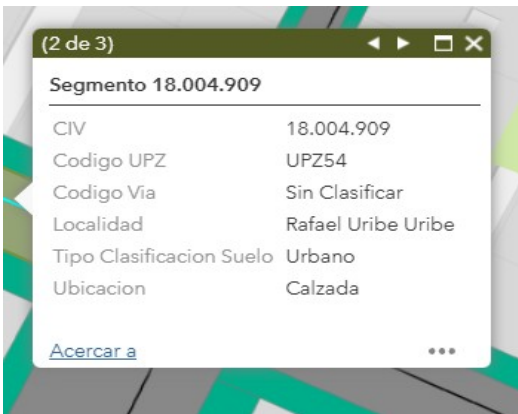 (2 de 3)
Segmento 18.004.909
CIV 18.004.909
Codigo UPZ UPZ54
Codigo Via Sin Clasificar
Localidad Rafael Uribe Uribe
Tipo Clasificacion Suelo Urbano
Ubicacion Calzada
Acercar a